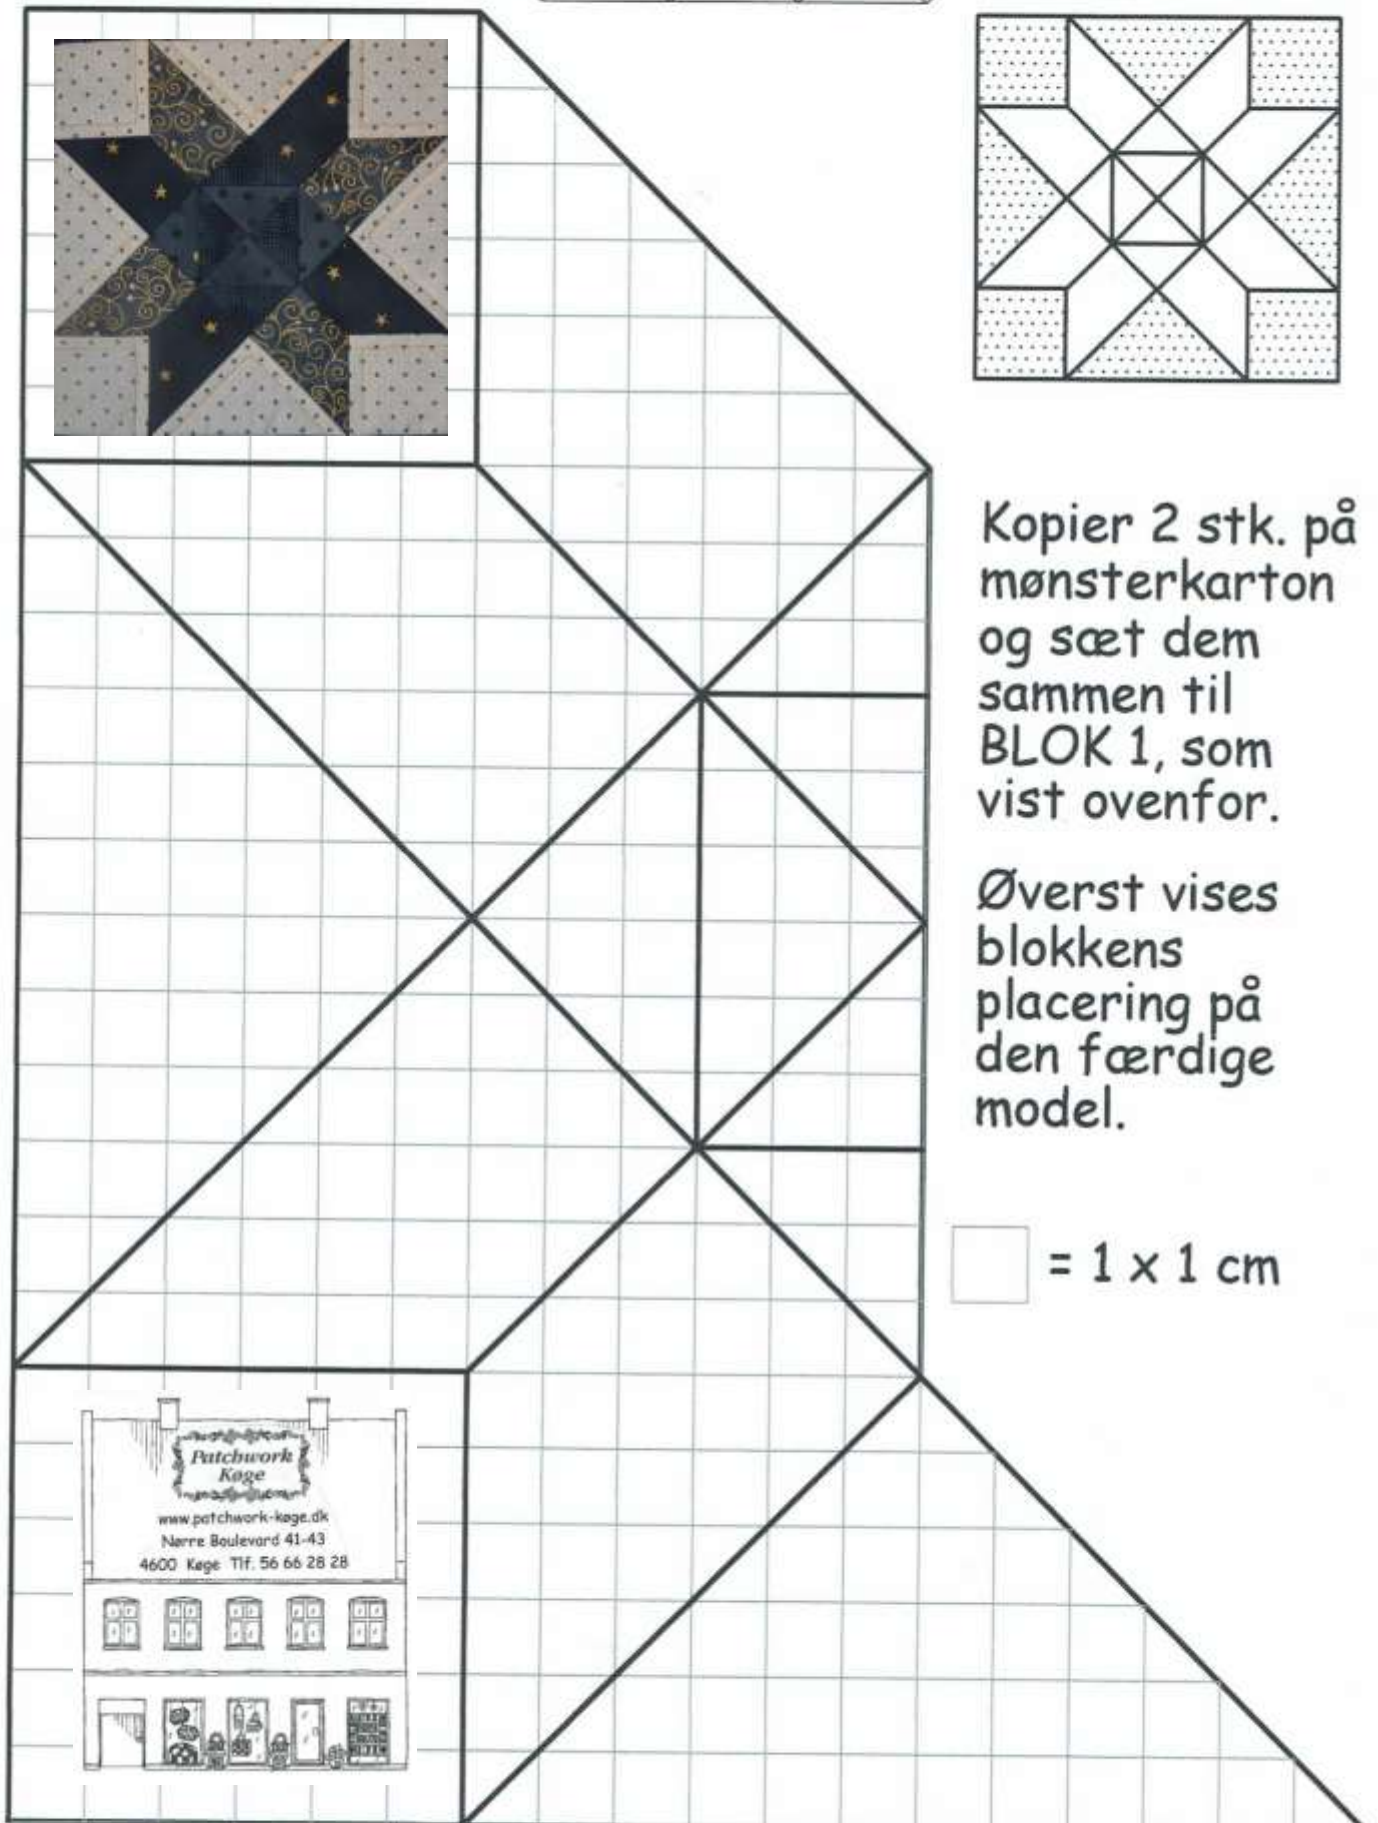 Kopier 2 stk. på
mønsterkarton
og sæt dem
sammen til
BLOK 1, som
vist ovenfor.
Øverst vises
blokkens
placering på
den færdige
model.
= 1 x 1 cm
Patchwork
Køge
www.patchwork-køge.dk
Nørre Boulevard 41-43
4600 Køge Tlf. 56 66 28 28